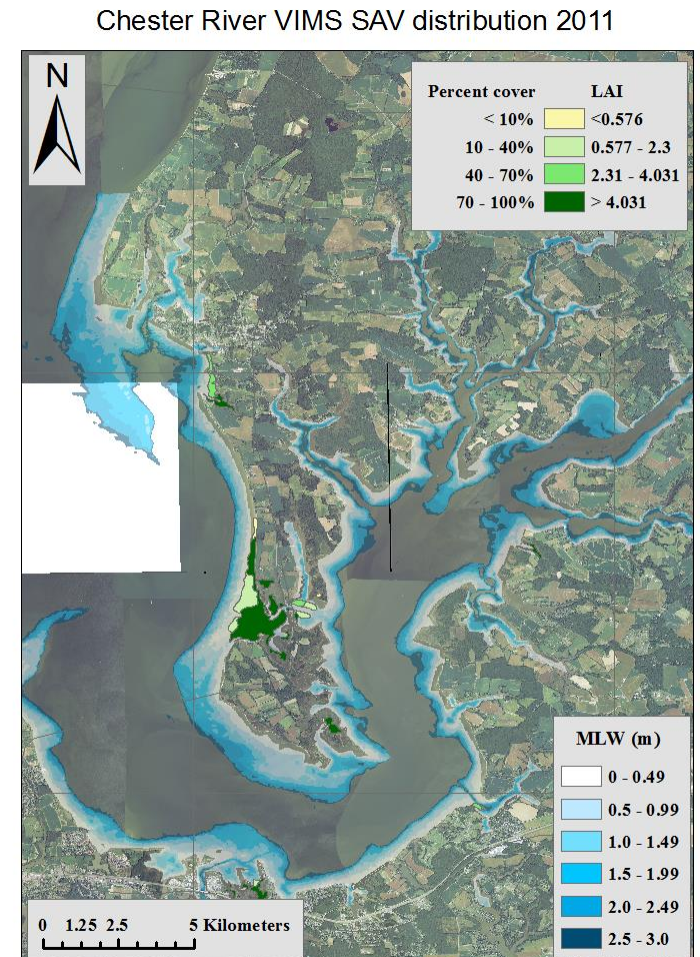 Chester River VIMS SAV distribution 2011
N
Percent cover LAI
< 10% <0.576
10 - 40% 0.577 - 2.3
40 - 70% 2.31 - 4.031
70 - 100% > 4.031
MLW (m)
0 - 0.49
0.5 - 0.99
1.0 - 1.49
1.5 - 1.99
2.0 - 2.49
2.5 - 3.0
0 1.25 2.5 5 Kilometers